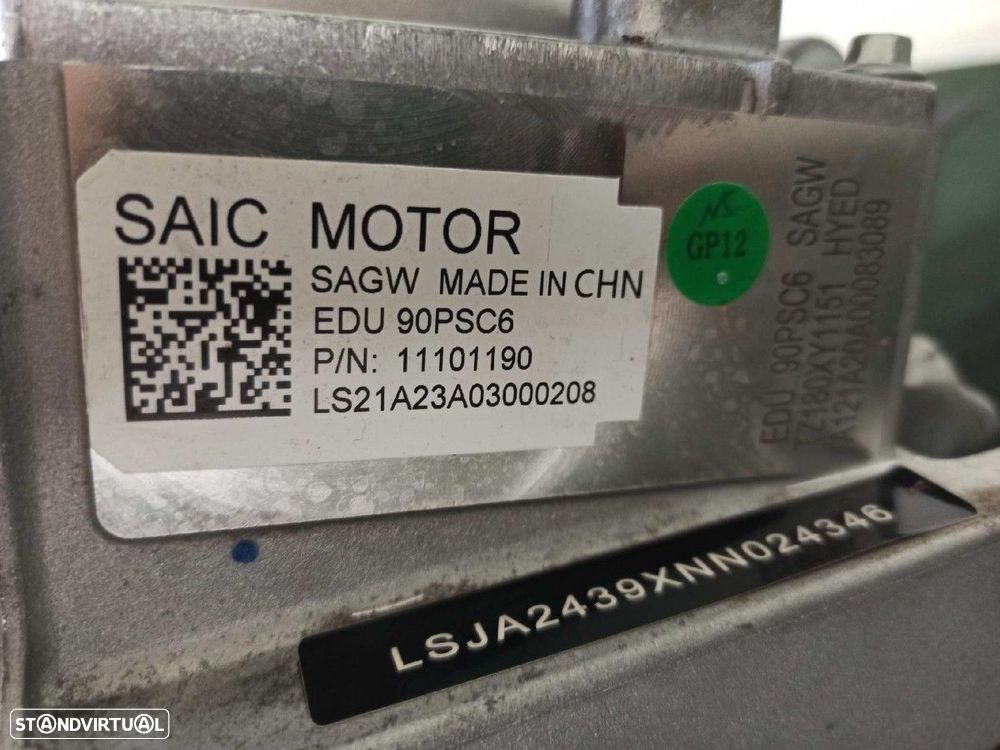 SAIC MOTOR
SAGW MADE IN CHN
EDU 90PSC6
P/N: 11101190
LS21A23A03000208
GP12
EDU 90PSC6 SAGW
TZ180XY1151 HYED
A121A20A00083089
LSJA2439XNN024346
STANDVIRTUAL